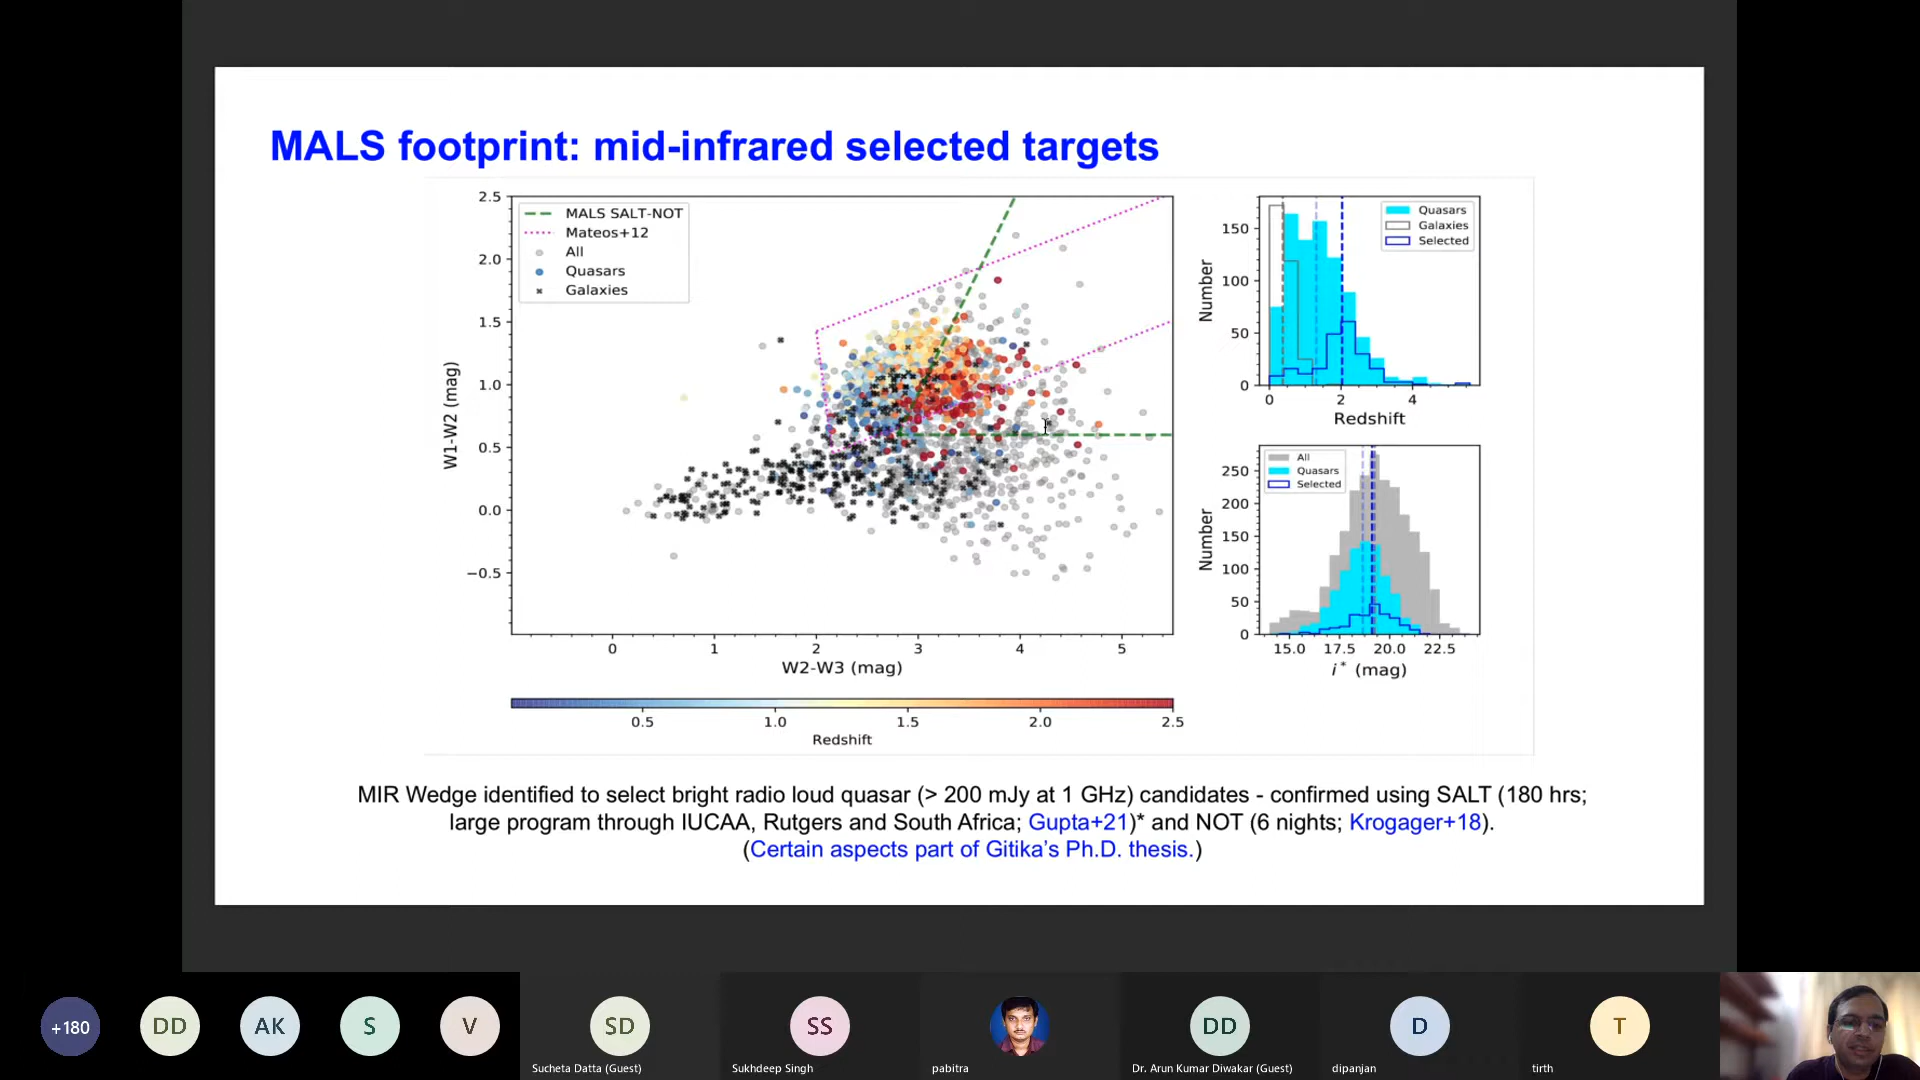 MALS footprint: mid-infrared selected targets
2.5
2.0
1.5
1.0
0.5
0.0
−0.5
W1-W2 (mag)
MALS SALT-NOT
Mateos+12
All
Quasars
Galaxies
0 1 2 3 4 5
W2-W3 (mag)
0.5 1.0 1.5 2.0 2.5
Redshift
150
100
50
0
Number
Quasars
Galaxies
Selected
0 2 4
Redshift
250
200
150
100
50
0
Number
All
Quasars
Selected
15.0 17.5 20.0 22.5
i* (mag)
MIR Wedge identified to select bright radio loud quasar (> 200 mJy at 1 GHz) candidates - confirmed using SALT (180 hrs;
large program through IUCAA, Rutgers and South Africa; Gupta+21)* and NOT (6 nights; Krogager+18).
(Certain aspects part of Gitika's Ph.D. thesis.)
+180 DD AK S V SD SS DD D T
Sucheta Datta (Guest) Sukhdeep Singh pabitra Dr. Arun Kumar Diwakar (Guest) dipanjan tirth